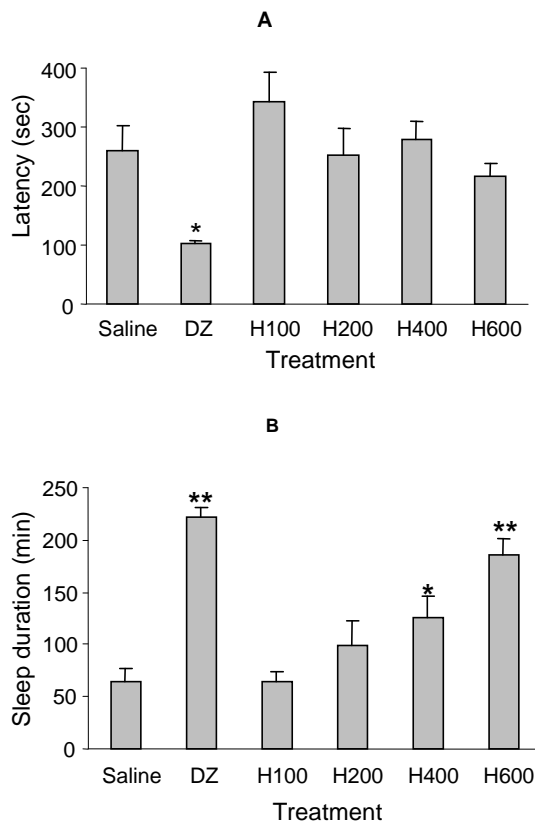 A
Latency (sec)
400
300
200
100
0
*
Saline DZ H100 H200 H400 H600
Treatment
B
Sleep duration (min)
250
200
150
100
50
0
**
*
**
Saline DZ H100 H200 H400 H600
Treatment